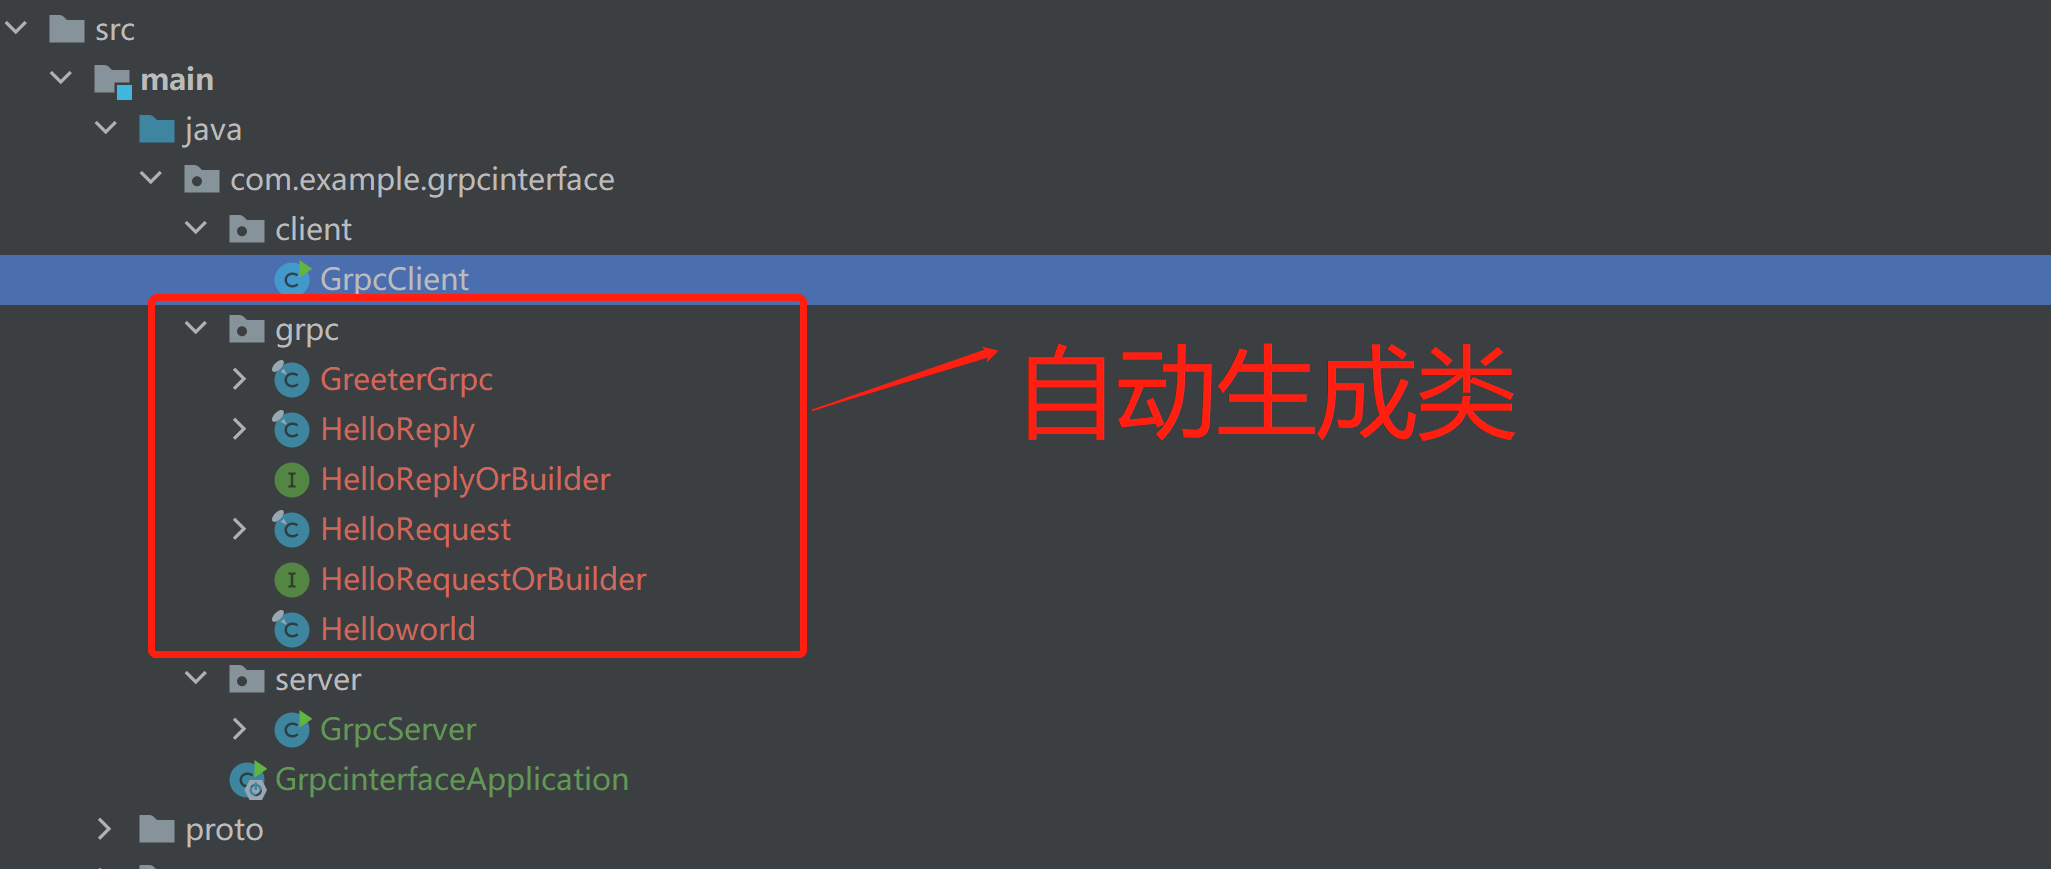 src
main
java
com.example.grpcinterface
client
GrpcClient
grpc
GreeterGrpc
HelloReply
HelloReplyOrBuilder
HelloRequest
HelloRequestOrBuilder
Helloworld
自动生成类
server
GrpcServer
GrpcinterfaceApplication
proto